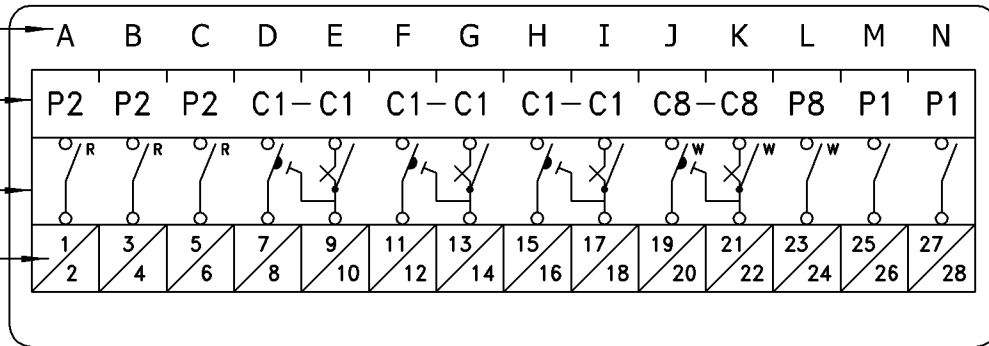 A B C D E F G H I J K L M N
P2 P2 P2 C1-C1 C1-C1 C1-C1 C8-C8 P8 P1 P1
R R R W W W
1 3 5 7 9 11 13 15 17 19 21 23 25 27
2 4 6 8 10 12 14 16 18 20 22 24 26 28